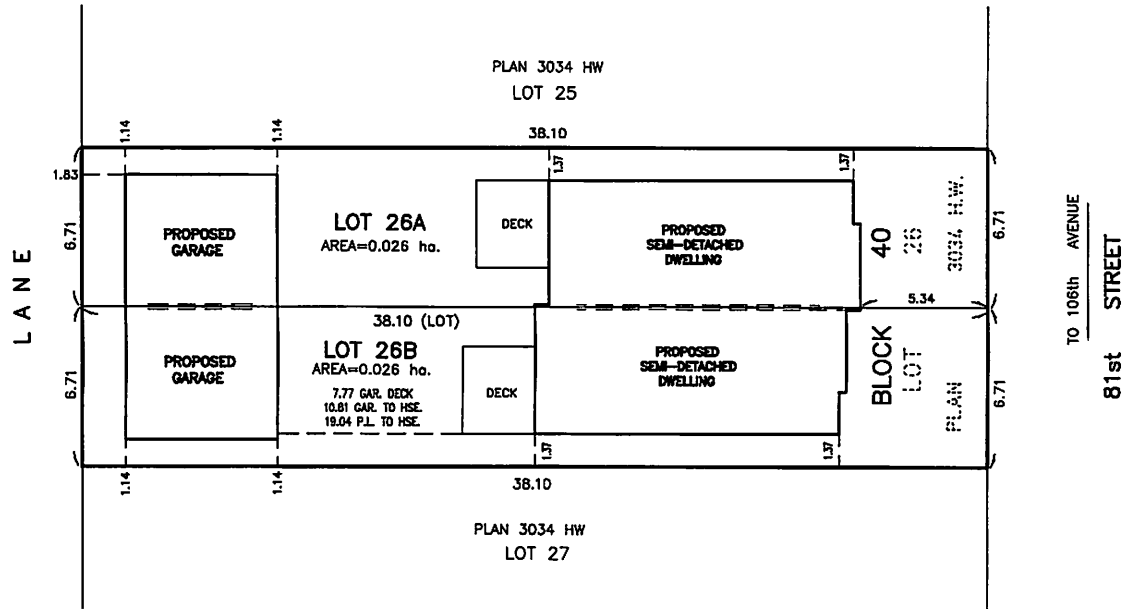 PLAN 3034 HW
LOT 25
38.10
1.14
1.14
1.37
1.37
1.83
6.71
6.71
PROPOSED
GARAGE
LOT 26A
AREA=0.026 ha.
DECK
PROPOSED
SEMI-DETACHED
DWELLING
40
26
3034 H.W.
5.34
LANE
38.10 (LOT)
6.71
6.71
PROPOSED
GARAGE
LOT 26B
AREA=0.026 ha.
7.77 GAR. DECK
10.81 GAR. TO HSE.
19.04 P.L. TO HSE.
DECK
PROPOSED
SEMI-DETACHED
DWELLING
BLOCK
LOT
PLAN
1.14
1.14
1.37
1.37
38.10
PLAN 3034 HW
LOT 27
TO 106th AVENUE
81st STREET